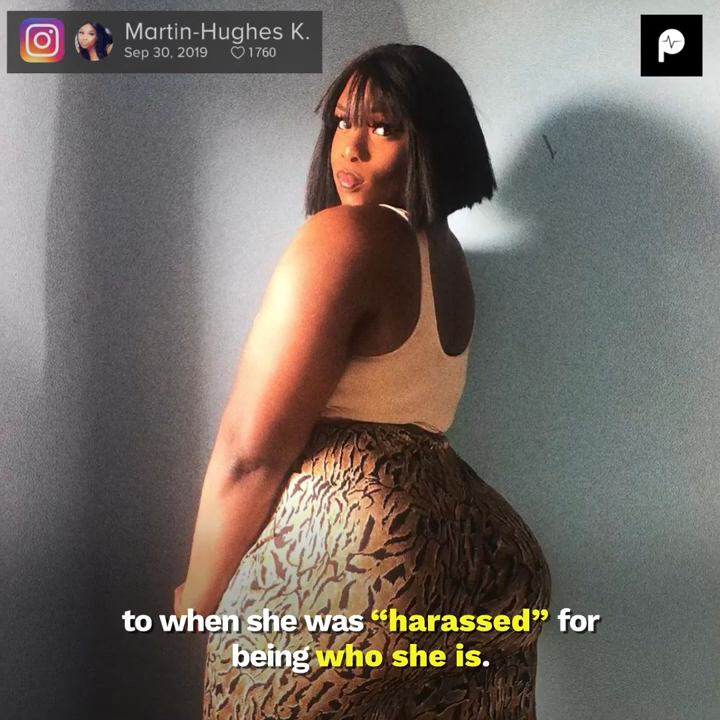 Martin-Hughes K.
Sep 30, 2019 ♡1760
to when she was “harassed” for
being who she is.